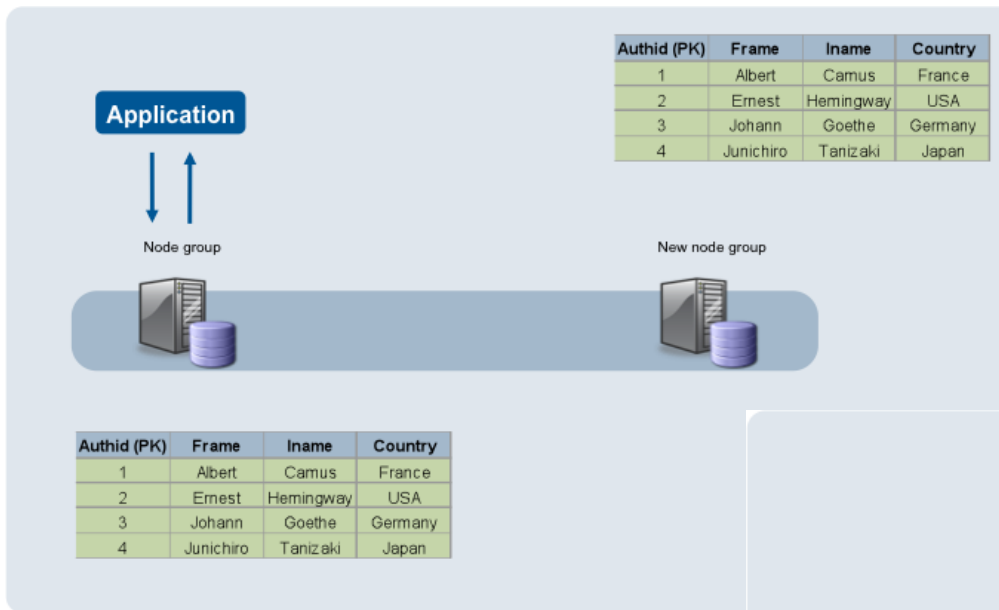 Authid (PK) Frame Iname Country
1 Albert Camus France
2 Ernest Hemingway USA
3 Johann Goethe Germany
4 Junichiro Tanizaki Japan
Application
Node group
New node group
Authid (PK) Frame Iname Country
1 Albert Camus France
2 Ernest Hemingway USA
3 Johann Goethe Germany
4 Junichiro Tanizaki Japan